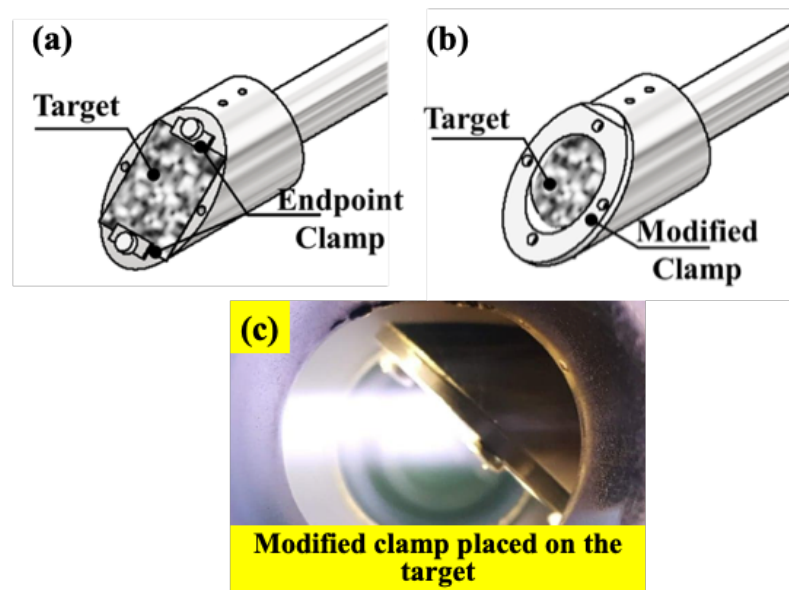 (a)
Target
Endpoint
Clamp
(b)
Target
Modified
Clamp
(c)
Modified clamp placed on the
target